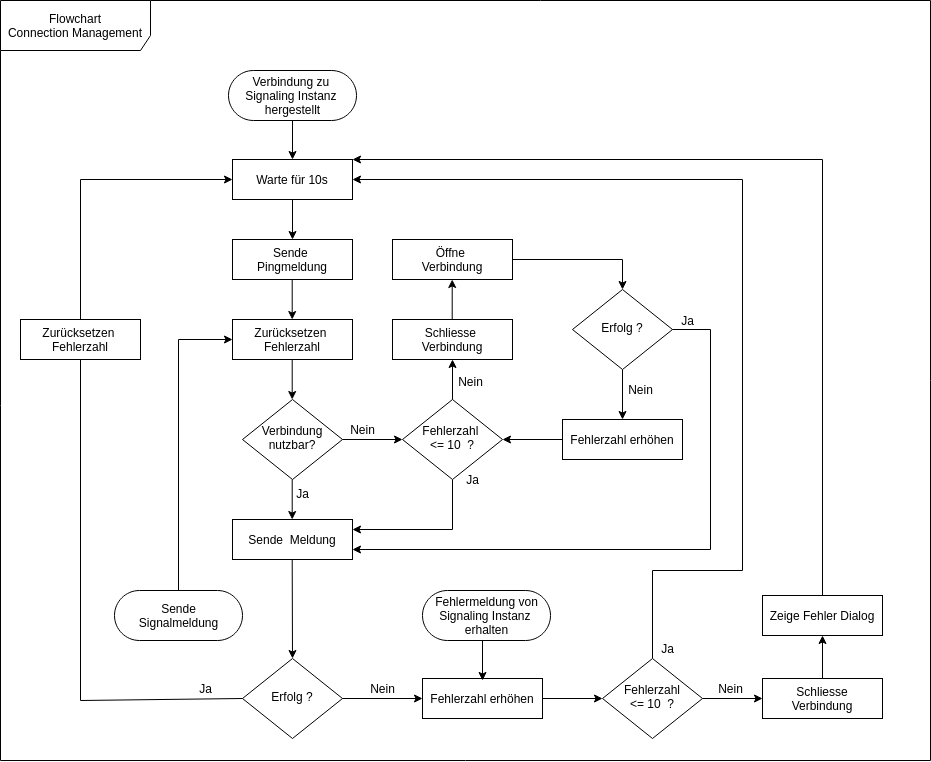 Flowchart
Connection Management
Verbindung zu
Signaling Instanz
hergestellt
Warte für 10s
Sende
Pingmeldung
Öffne
Verbindung
Zurücksetzen
Fehlerzahl
Zurücksetzen
Fehlerzahl
Schliesse
Verbindung
Erfolg ?
Ja
Nein
Nein
Verbindung
nutzbar?
Nein
Fehlerzahl
<= 10 ?
Fehlerzahl erhöhen
Ja
Ja
Sende Meldung
Sende
Signalmeldung
Fehlermeldung von
Signaling Instanz
erhalten
Zeige Fehler Dialog
Ja
Erfolg ?
Nein
Fehlerzahl erhöhen
Ja
Fehlerzahl
<= 10 ?
Nein
Schliesse
Verbindung